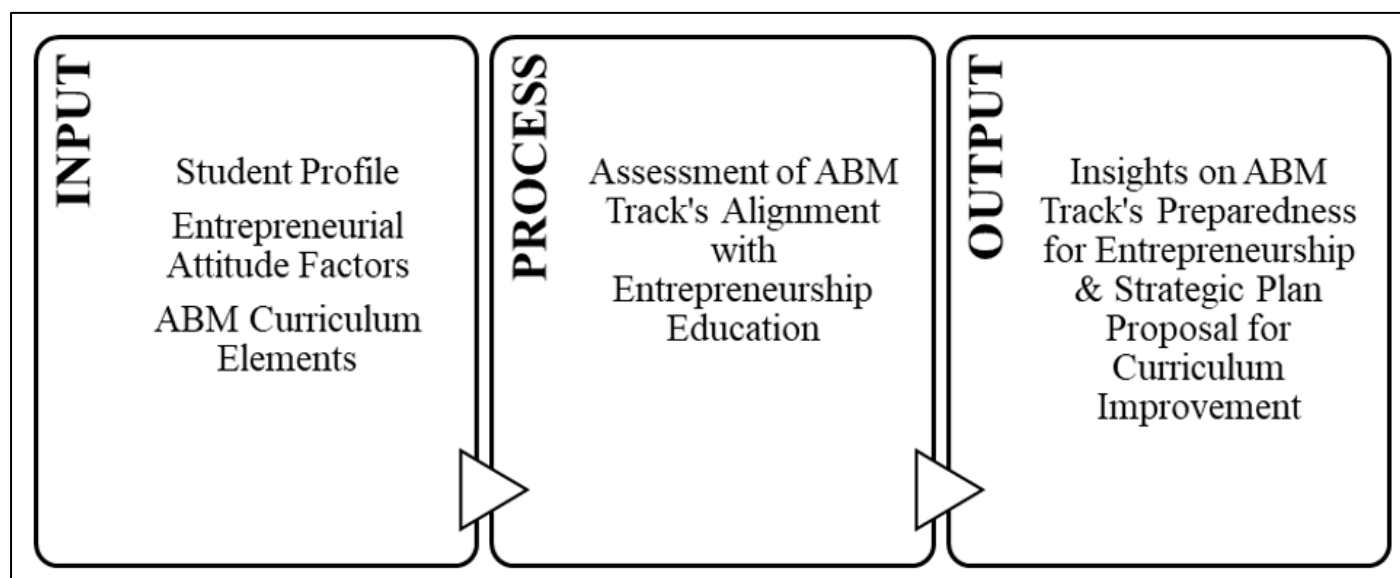 INPUT
Student Profile
Entrepreneurial
Attitude Factors
ABM Curriculum
Elements
PROCESS
Assessment of ABM
Track's Alignment
with
Entrepreneurship
Education
OUTPUT
Insights on ABM
Track's Preparedness
for Entrepreneurship
& Strategic Plan
Proposal for
Curriculum
Improvement